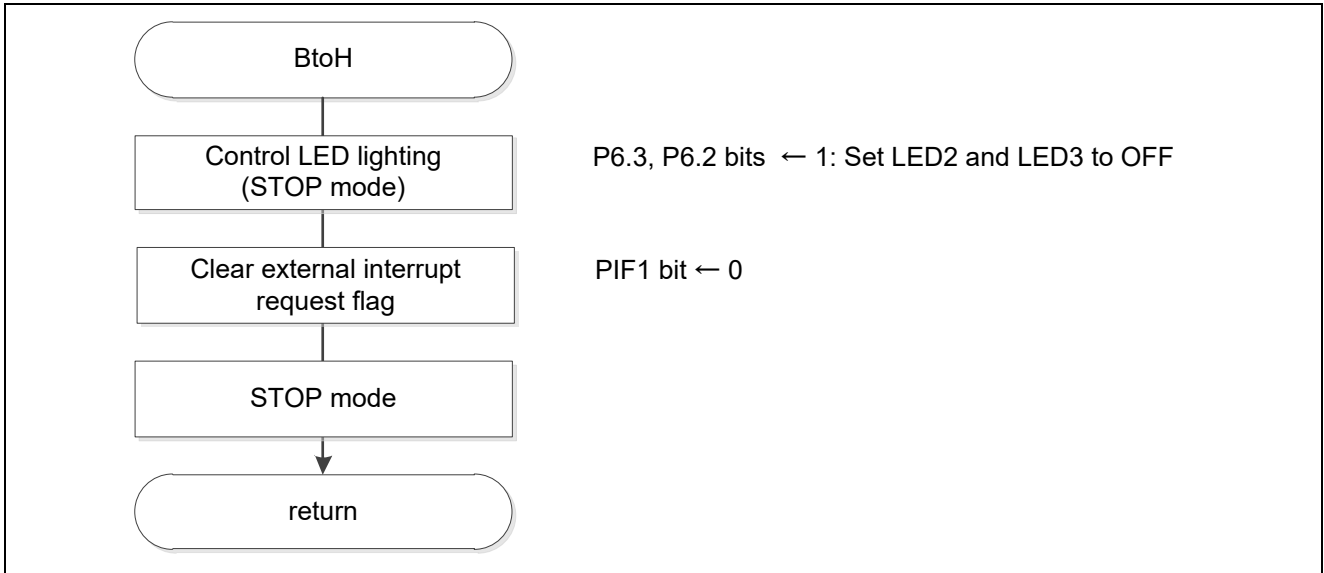 BtoH
Control LED lighting
(STOP mode)
P6.3, P6.2 bits ← 1: Set LED2 and LED3 to OFF
Clear external interrupt
request flag
PIF1 bit ← 0
STOP mode
return